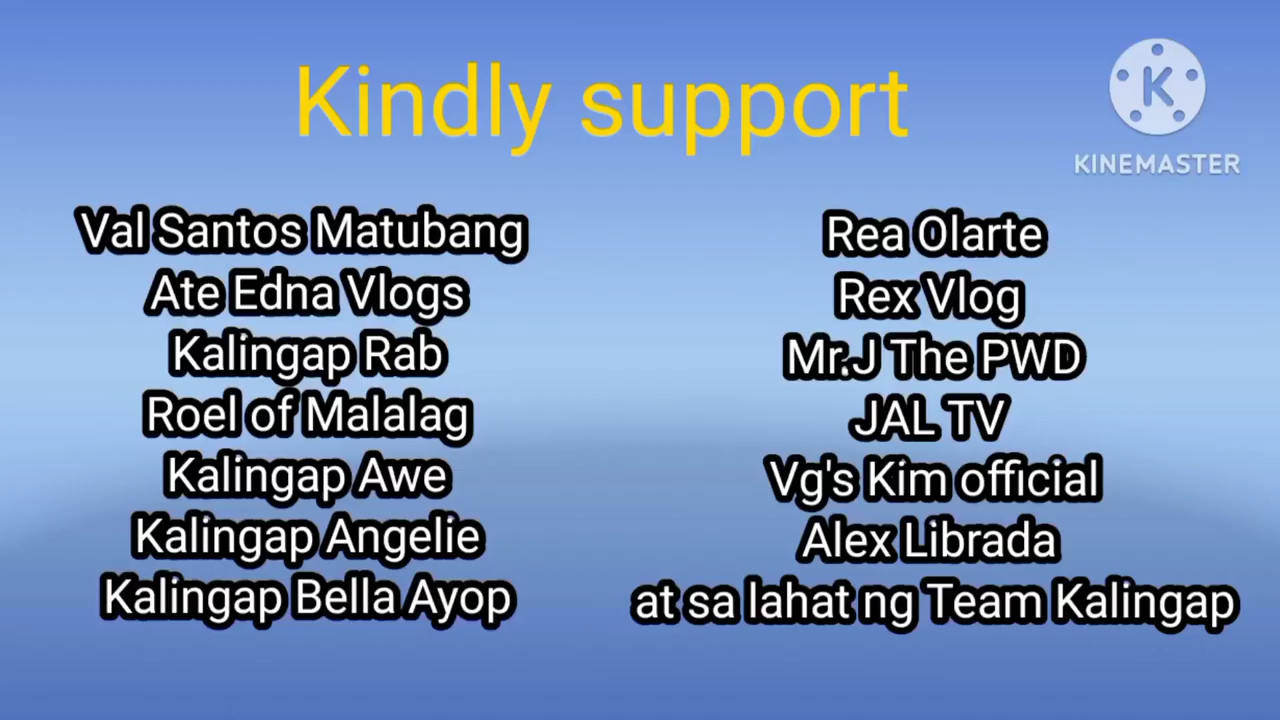 Kindly support
KINEMASTER
Val Santos Matubang
Ate Edna Vlogs
Kalingap Rab
Roel of Malalag
Kalingap Awe
Kalingap Angelie
Kalingap Bella Ayop
Rea Olarte
Rex Vlog
Mr.J The PWD
JAL TV
Vg's Kim official
Alex Librada
at sa lahat ng Team Kalingap